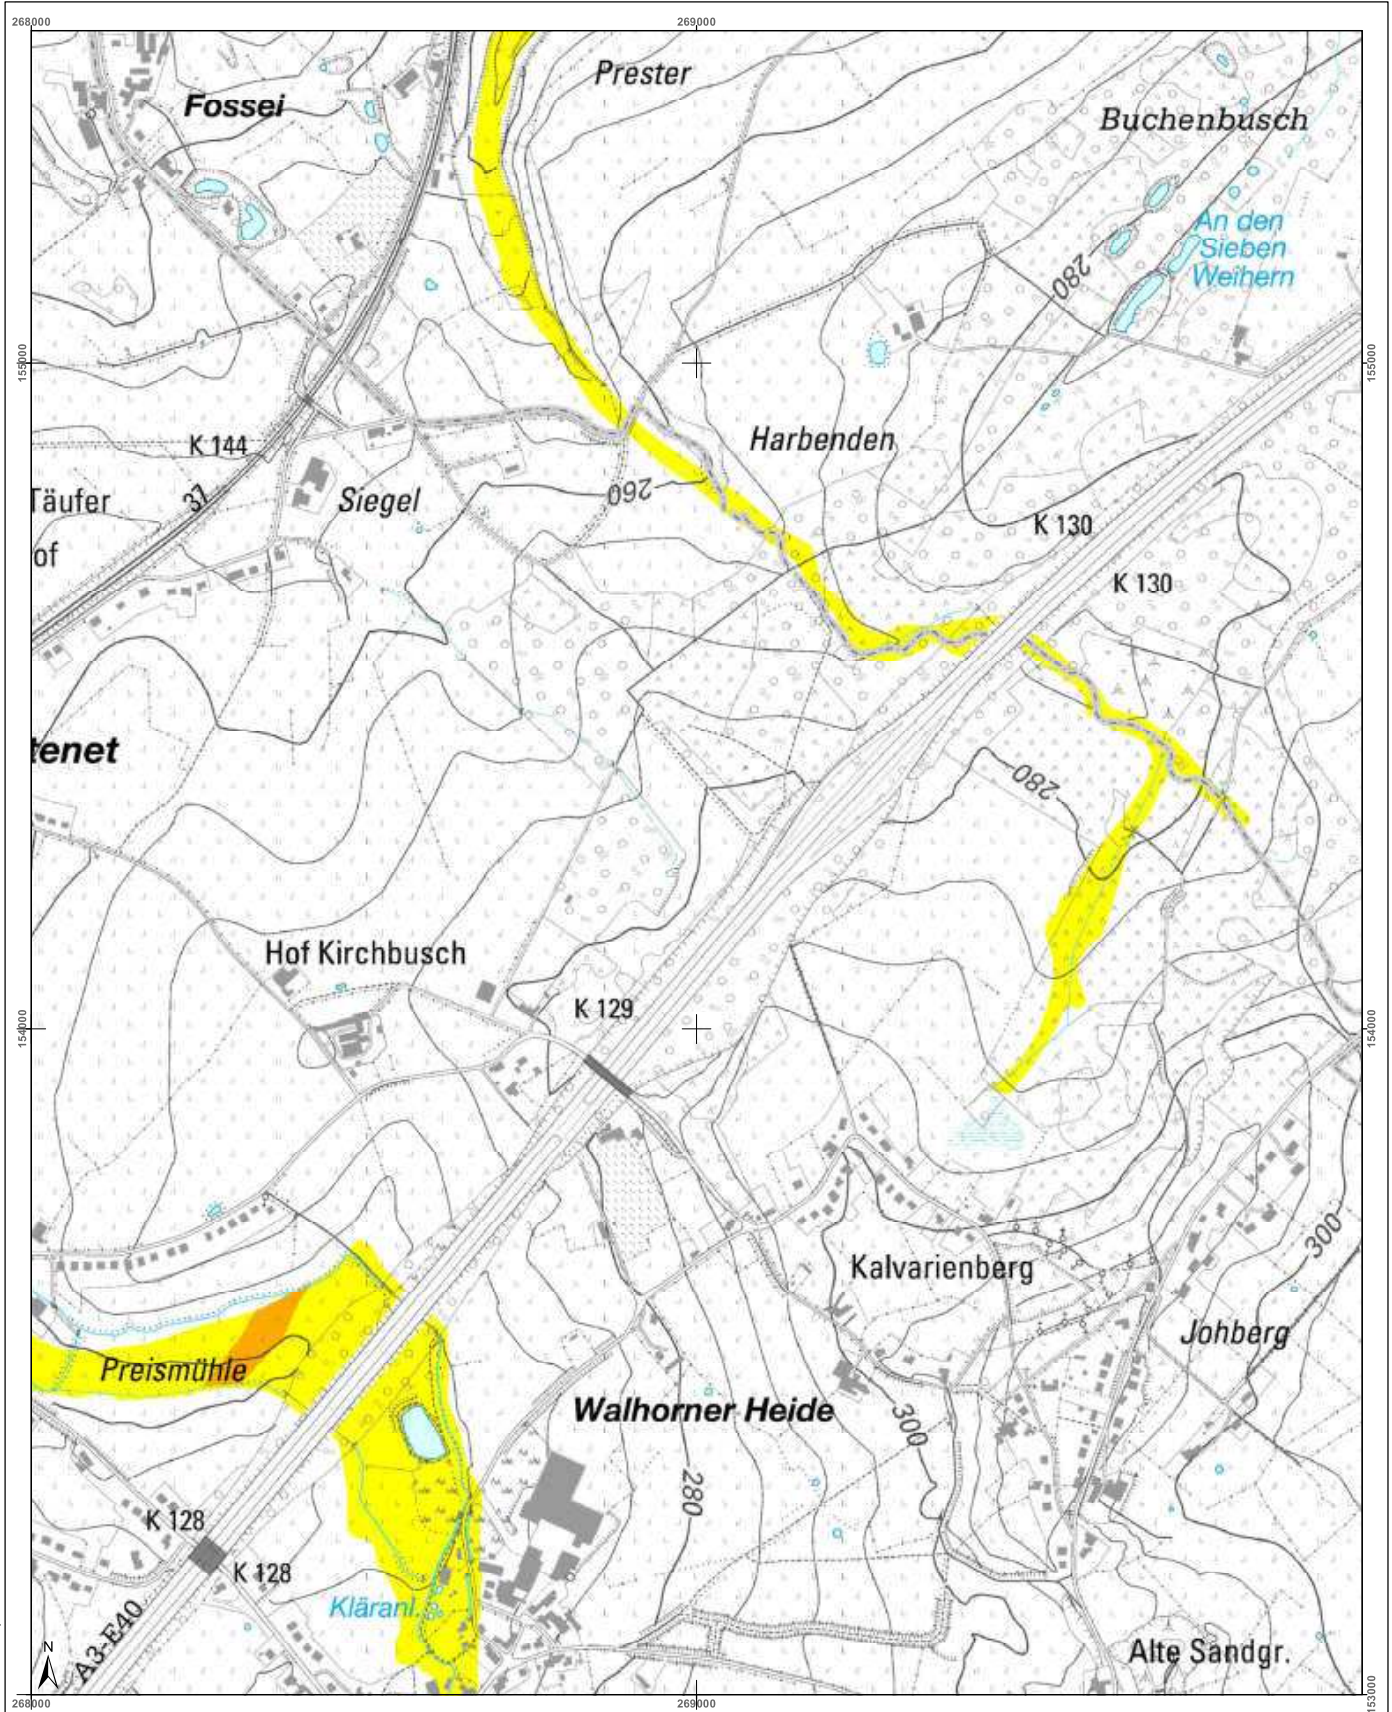 268000
269000
Prester
Fossei
Buchenbusch
An den
Sieben
Weihern
280
155000
155000
K 144
Harbenden
37
Täufer
of
Siegel
260
K 130
K 130
tenet
280
Hof Kirchbusch
K 129
154000
154000
Kalvarienberg
300
Johberg
Preismühle
Walhorner Heide
300
280
K 128
K 128
Kläranl.
A3-E40
N
Alte Sandgr.
268000
269000
153000